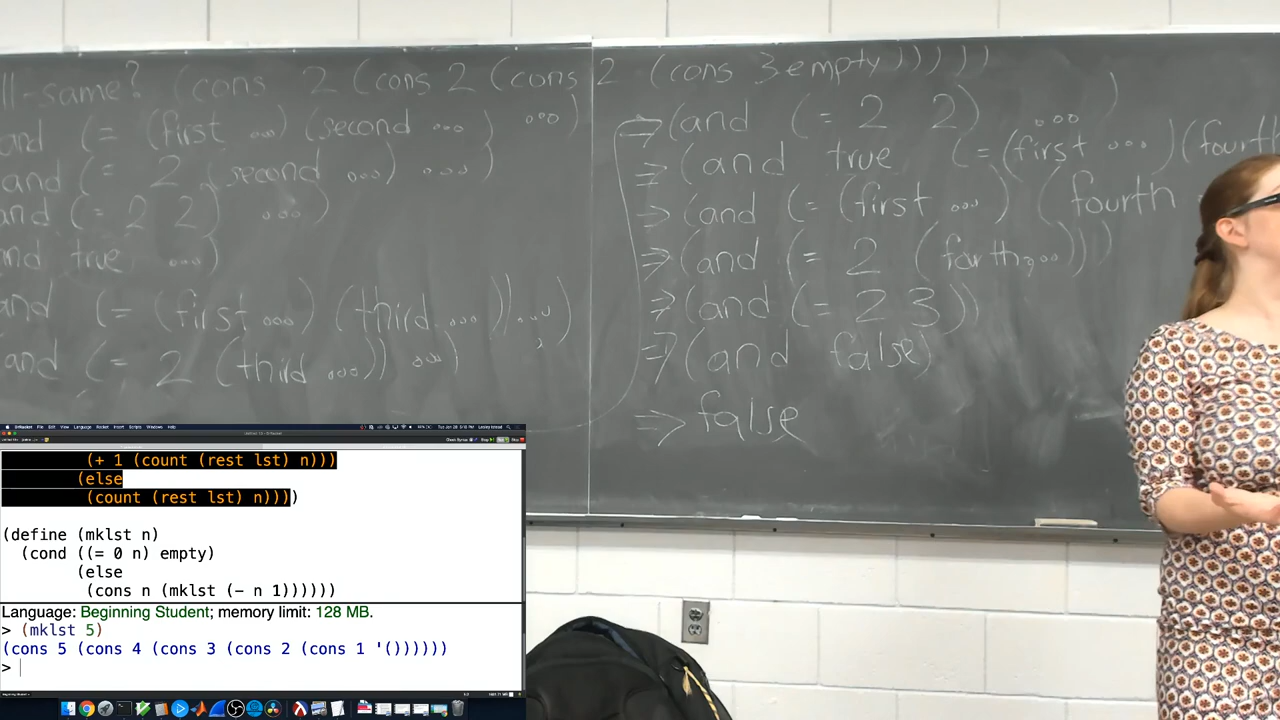 ll-same? (cons 2 (cons 2 (cons 2 (cons 3 empty)))))
and (= (first ...) (second ...) ...)
and (= 2 (second ...) ...)
and (= 2 2) ...)
and true ...)
and (= (first ...) (third ...)) ...)
and (= 2 (third ...)) ...)
=> (and (= 2 2) ... )
=> (and true (= (first ...) (fourth
=> (and (= (first ...) (fourth
=> (and (= 2 (forth ...)))
=> (and (= 2 3))
=> (and false)
=> false
(+ 1 (count (rest lst) n)))
(else
(count (rest lst) n))))
(define (mklst n)
(cond ((= 0 n) empty)
(else
(cons n (mklst (- n 1))))))
Language: Beginning Student; memory limit: 128 MB.
> (mklst 5)
(cons 5 (cons 4 (cons 3 (cons 2 (cons 1 '())))))
>